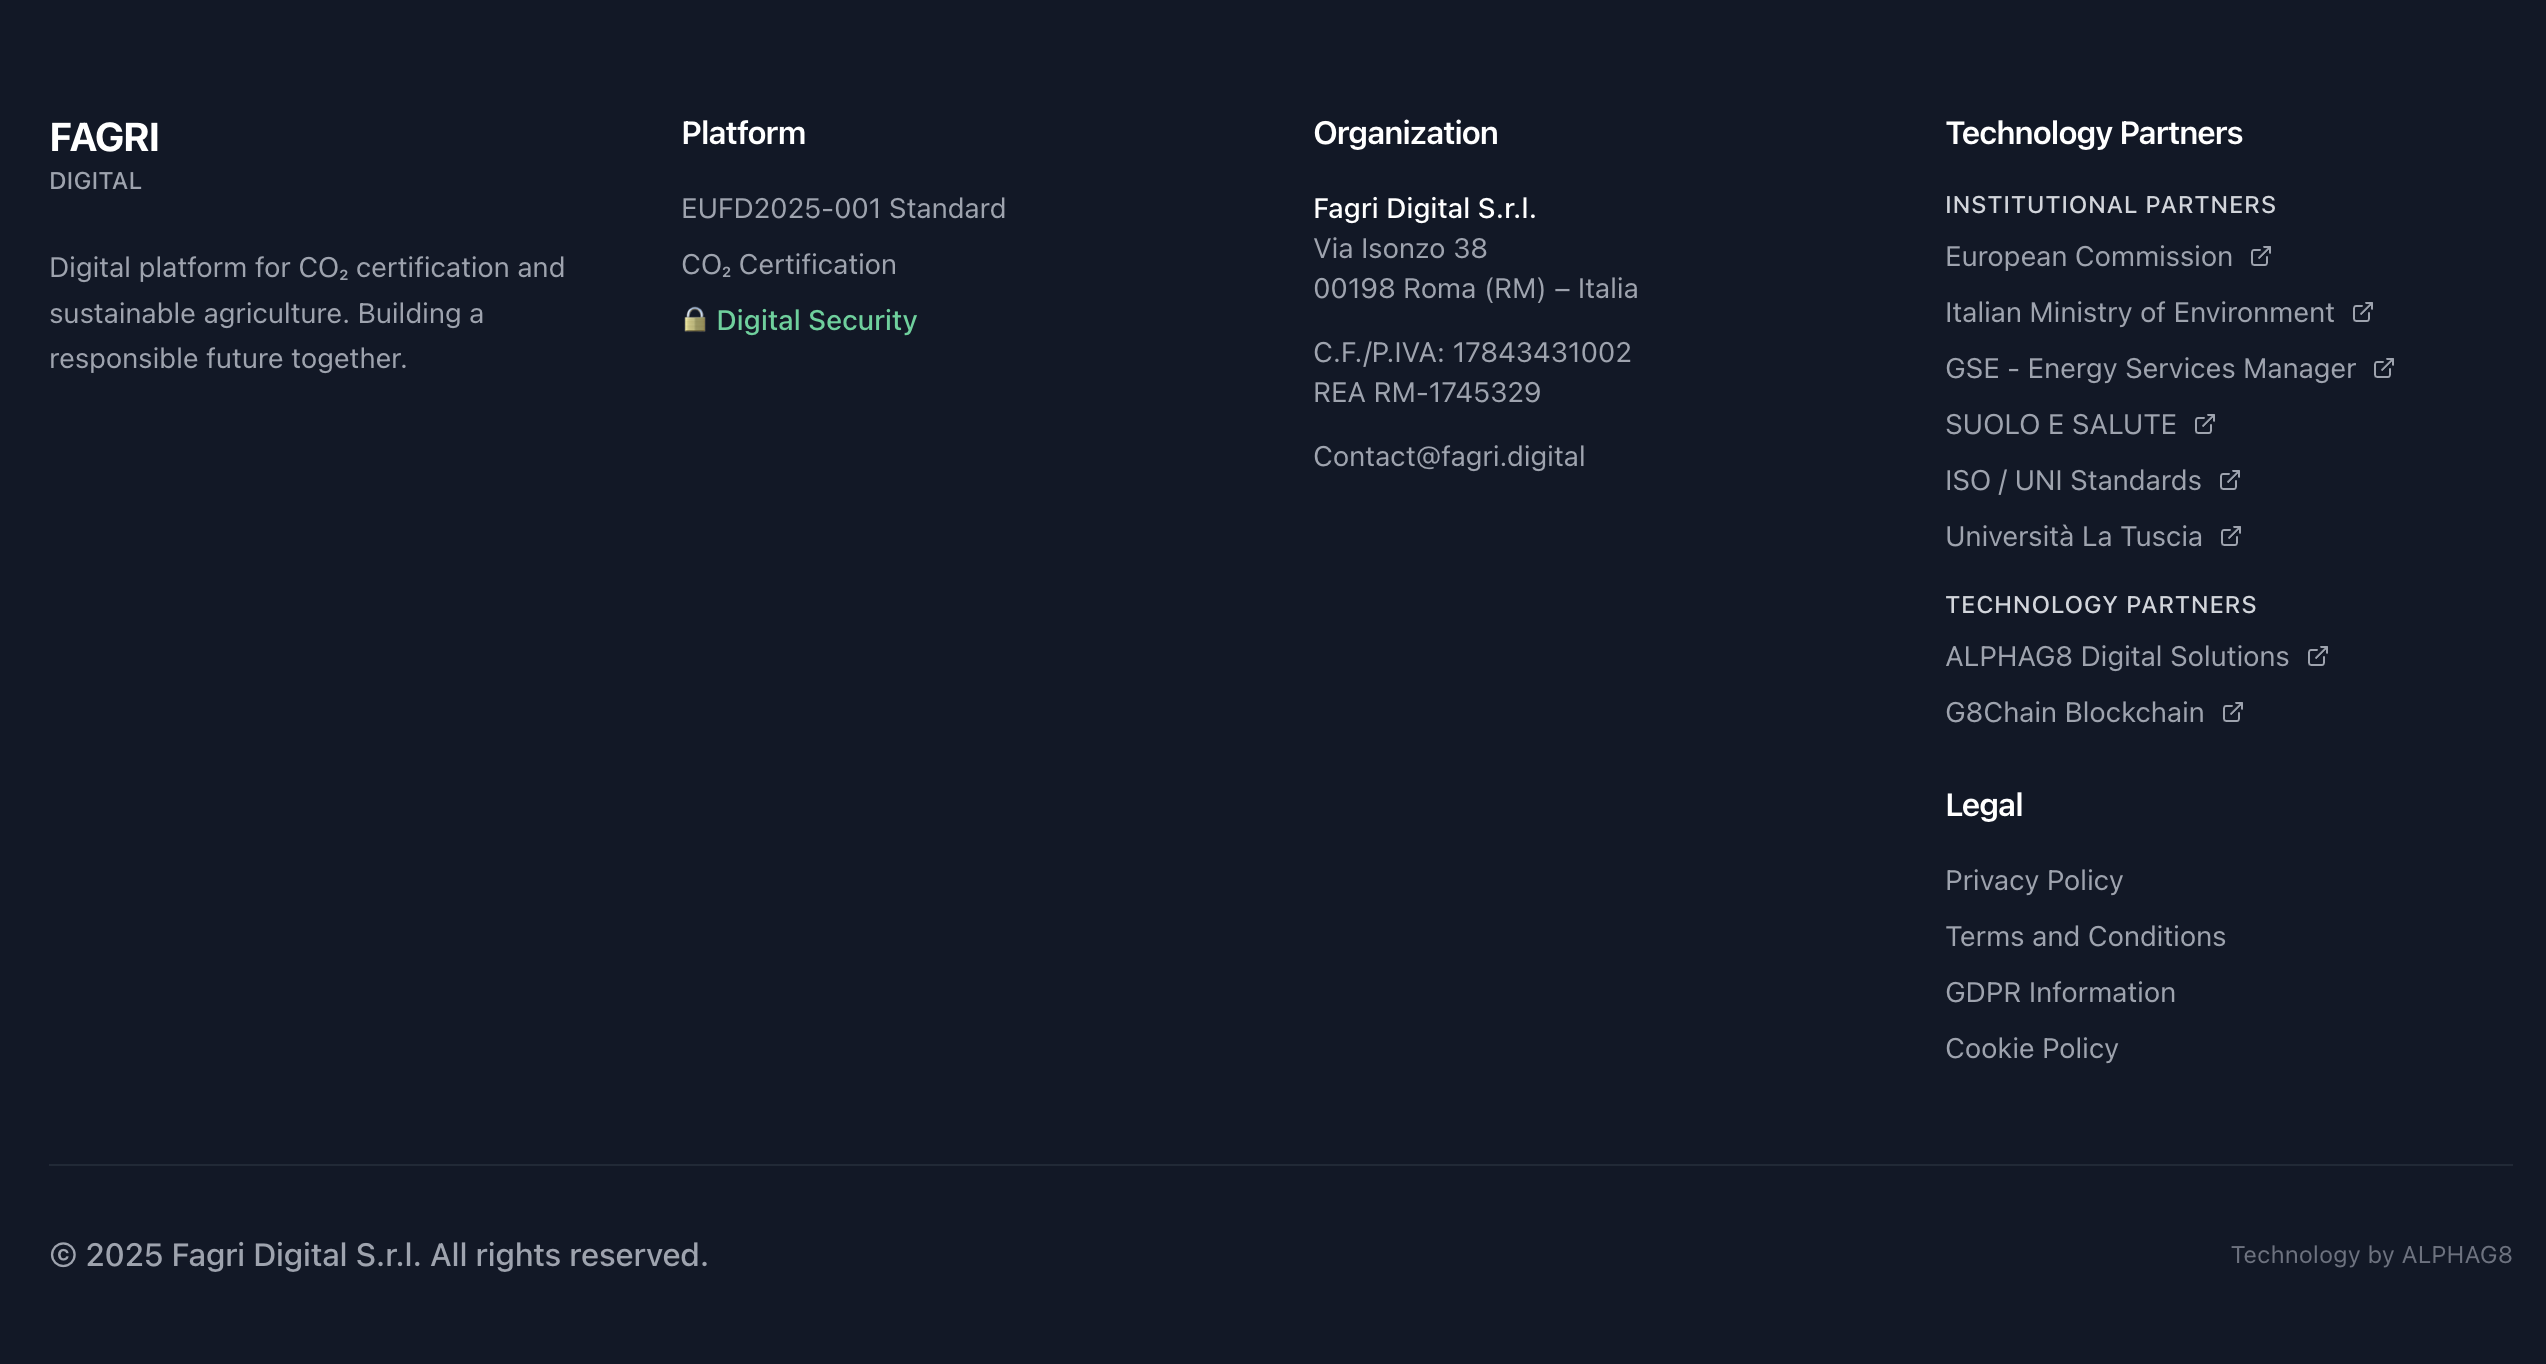 FAGRI
DIGITAL
Digital platform for CO₂ certification and
sustainable agriculture. Building a
responsible future together.
Platform
EUFD2025-001 Standard
CO₂ Certification
🔒 Digital Security
Organization
Fagri Digital S.r.l.
Via Isonzo 38
00198 Roma (RM) – Italia
C.F./P.IVA: 17843431002
REA RM-1745329
Contact@fagri.digital
Technology Partners
INSTITUTIONAL PARTNERS
European Commission
Italian Ministry of Environment
GSE - Energy Services Manager
SUOLO E SALUTE
ISO / UNI Standards
Università La Tuscia
TECHNOLOGY PARTNERS
ALPHAG8 Digital Solutions
G8Chain Blockchain
Legal
Privacy Policy
Terms and Conditions
GDPR Information
Cookie Policy
© 2025 Fagri Digital S.r.l. All rights reserved.
Technology by ALPHAG8